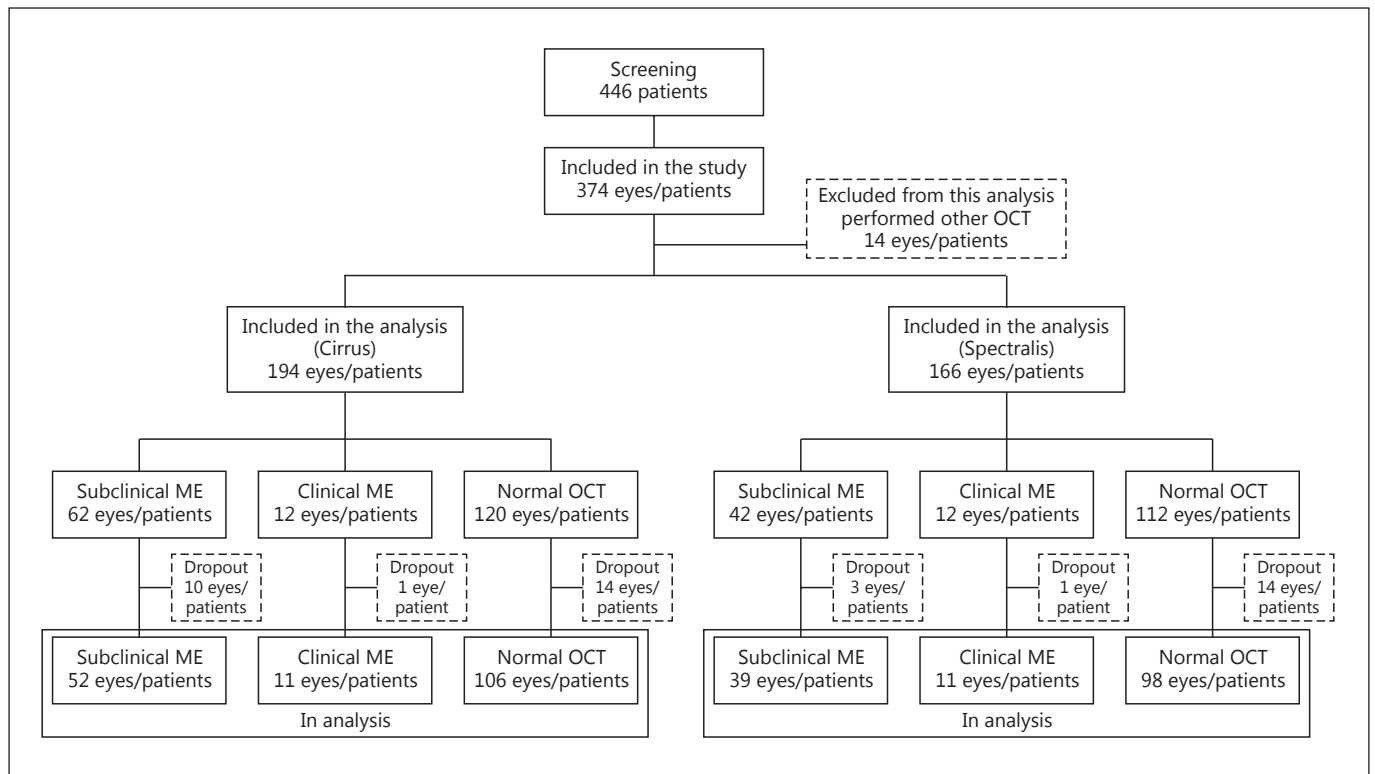 Screening
446 patients
Included in the study
374 eyes/patients
Excluded from this analysis
performed other OCT
14 eyes/patients
Included in the analysis
(Cirrus)
194 eyes/patients
Included in the analysis
(Spectralis)
166 eyes/patients
Subclinical ME
62 eyes/patients
Clinical ME
12 eyes/patients
Normal OCT
120 eyes/patients
Subclinical ME
42 eyes/patients
Clinical ME
12 eyes/patients
Normal OCT
112 eyes/patients
Dropout
10 eyes/
patients
Dropout
1 eye/
patient
Dropout
14 eyes/
patients
Dropout
3 eyes/
patients
Dropout
1 eye/
patient
Dropout
14 eyes/
patients
Subclinical ME
52 eyes/patients
Clinical ME
11 eyes/patients
Normal OCT
106 eyes/patients
In analysis
Subclinical ME
39 eyes/patients
Clinical ME
11 eyes/patients
Normal OCT
98 eyes/patients
In analysis